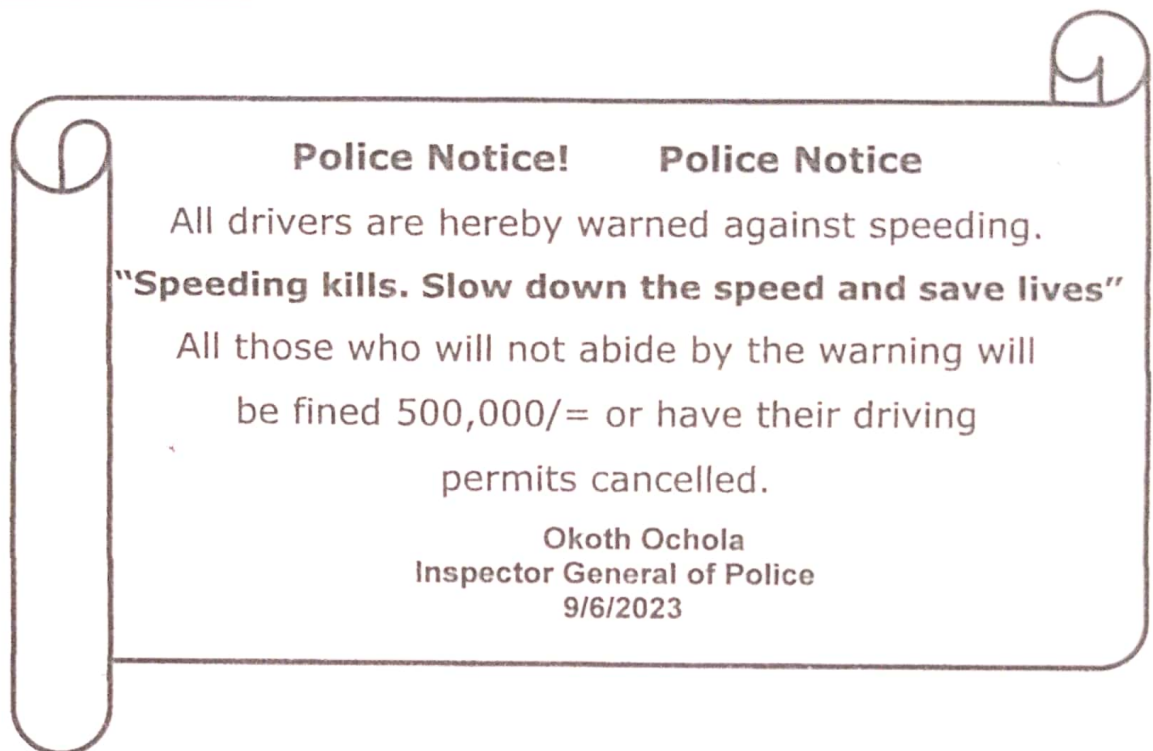 Police Notice! Police Notice
All drivers are hereby warned against speeding.
"Speeding kills. Slow down the speed and save lives"
All those who will not abide by the warning will
be fined 500,000/= or have their driving
permits cancelled.
Okoth Ochola
Inspector General of Police
9/6/2023